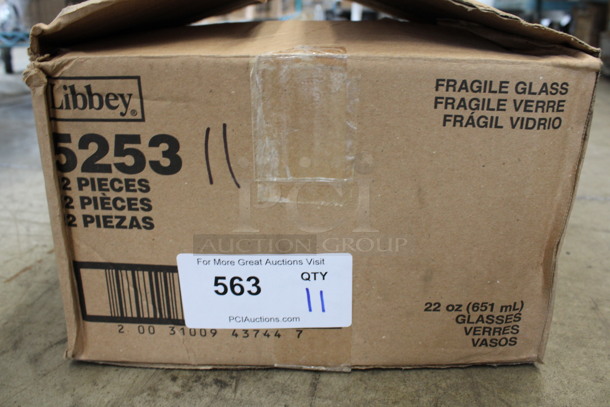 Libbey®
5253
11
2 PIECES
2 PIÈCES
2 PIEZAS
FRAGILE GLASS
FRAGILE VERRE
FRÁGIL VIDRIO
PCI
AUCTION GROUP
For More Great Auctions Visit
563
QTY
11
PCIAuctions.com
2 00 31009 43744 7
22 oz (651 mL)
GLASSES
VERRES
VASOS